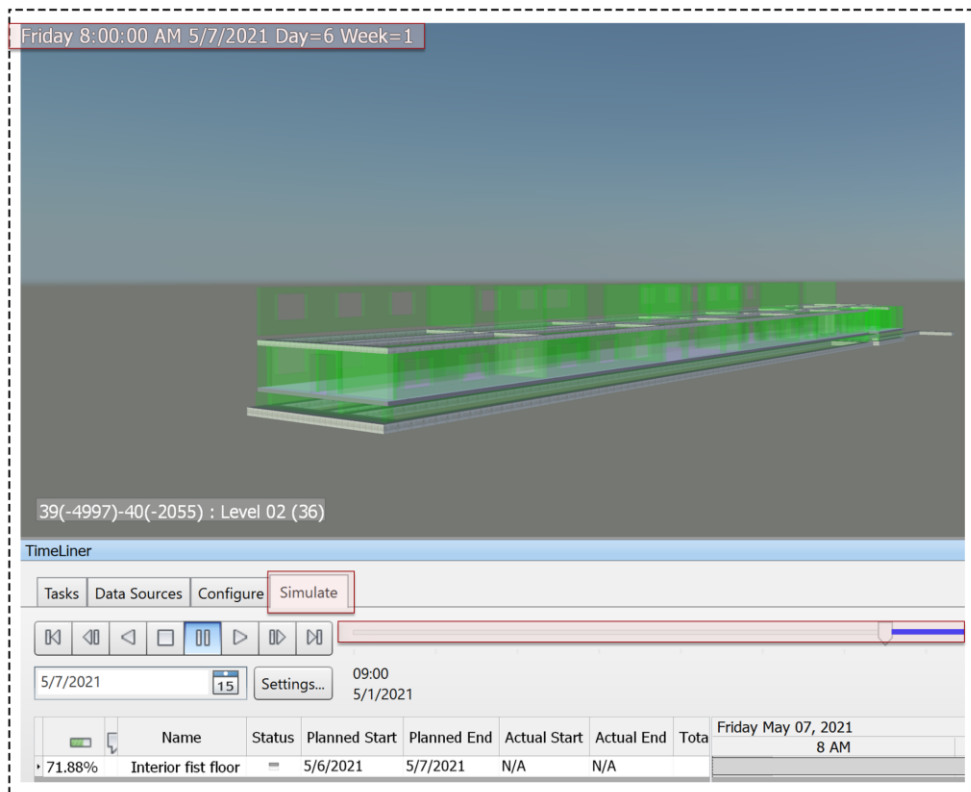 Friday 8:00:00 AM 5/7/2021 Day=6 Week=1
39(-4997)-40(-2055) : Level 02 (36)
TimeLiner
Tasks Data Sources Configure Simulate
5/7/2021 15 Settings... 09:00
5/1/2021
Name Status Planned Start Planned End Actual Start Actual End Tota Friday May 07, 2021
8 AM
71.88% Interior fist floor 5/6/2021 5/7/2021 N/A N/A